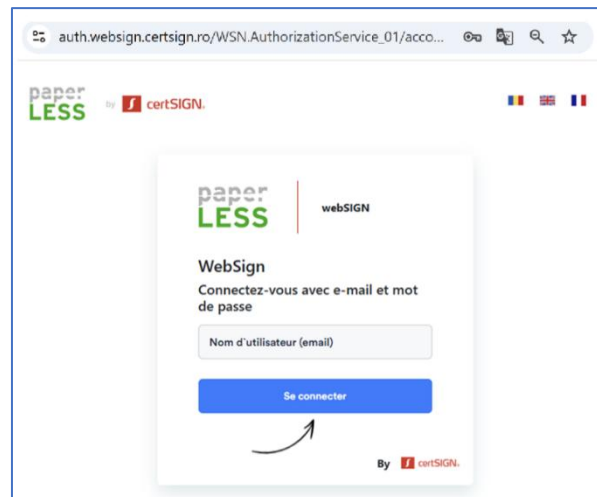 auth.websign.certsign.ro/WSN.AuthorizationService_01/acco...
paper
LESS by certSIGN.
paper
LESS
webSIGN
WebSign
Connectez-vous avec e-mail et mot
de passe
Nom d`utilisateur (email)
Se connecter
By certSIGN.